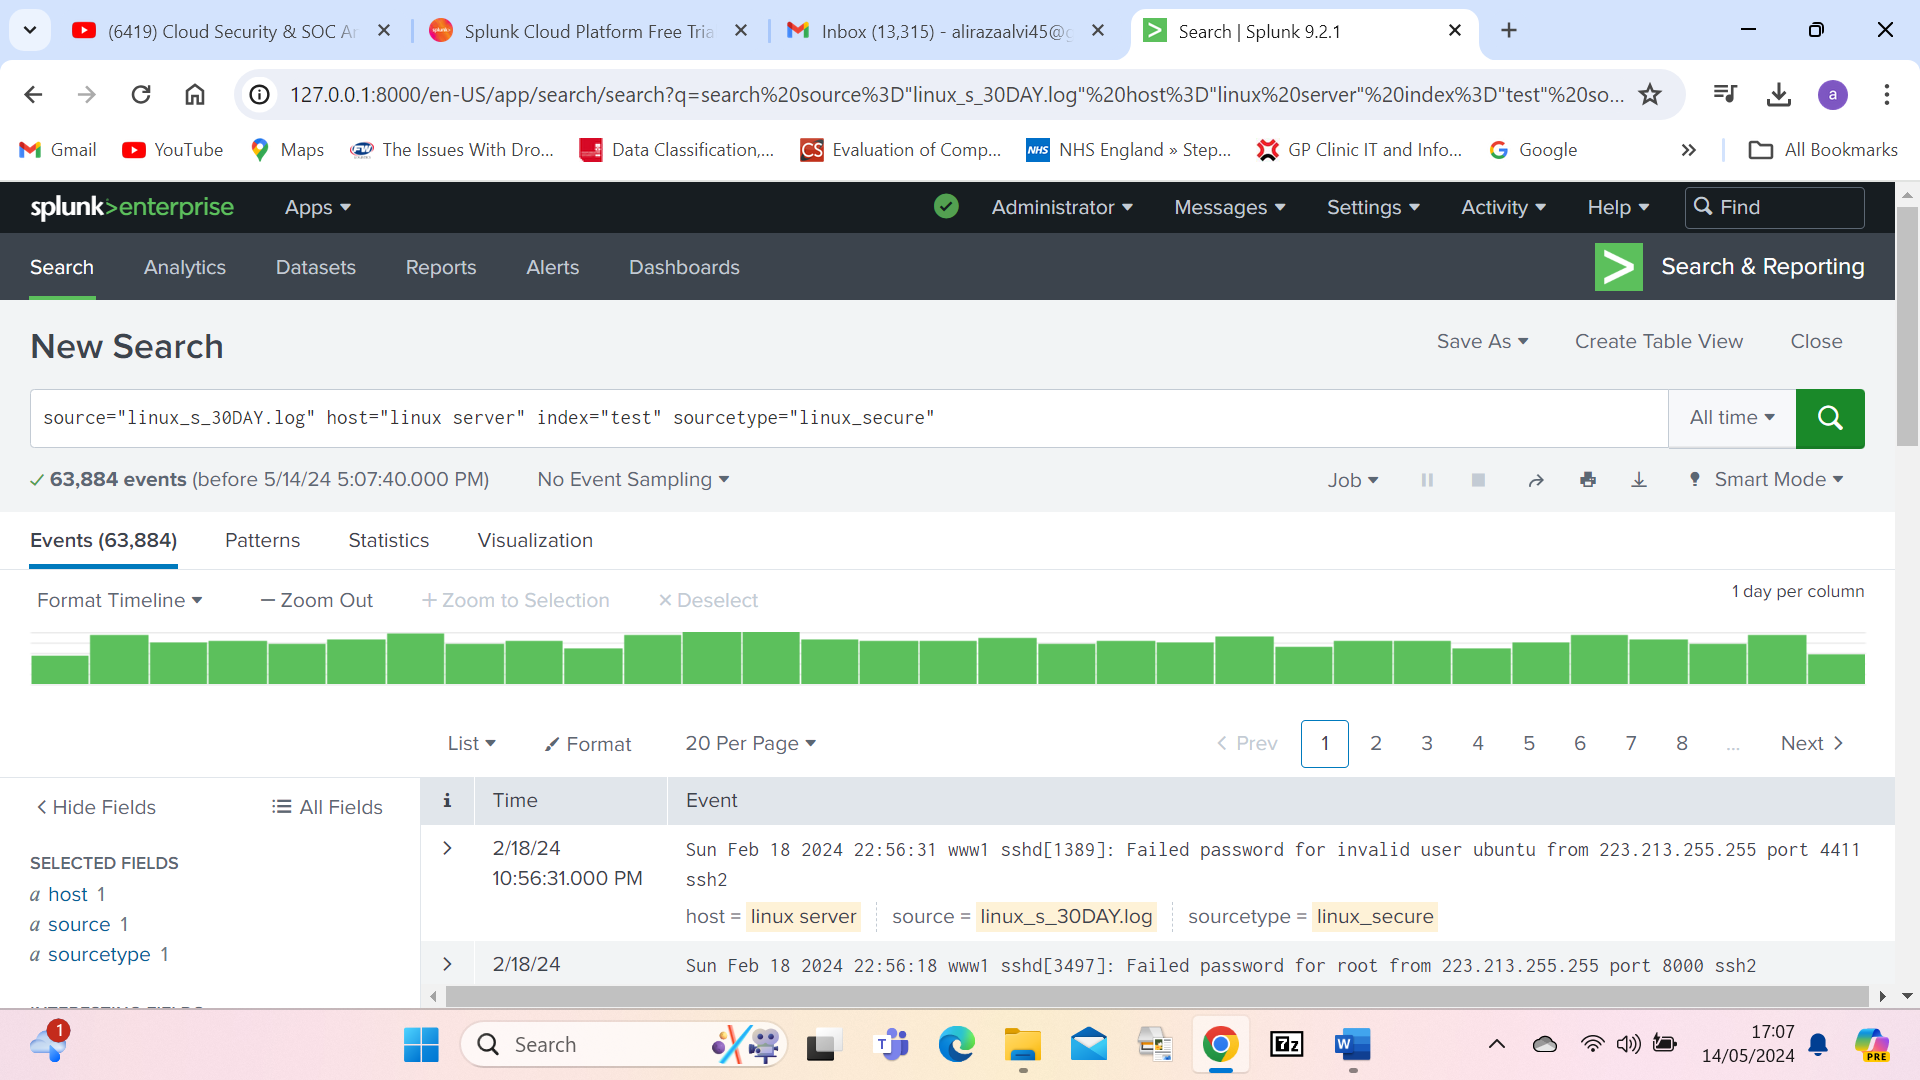 (6419) Cloud Security & SOC Ar
Splunk Cloud Platform Free Tria
Inbox (13,315) - alirazaalvi45@g
Search | Splunk 9.2.1
127.0.0.1:8000/en-US/app/search/search?q=search%20source%3D"linux_s_30DAY.log"%20host%3D"linux%20server"%20index%3D"test"%20so...
a
Gmail
YouTube
Maps
The Issues With Dro...
Data Classification,...
CS Evaluation of Comp...
NHS NHS England » Step...
GP Clinic IT and Info...
Google
»
All Bookmarks
splunk>enterprise
Apps
Administrator
Messages
Settings
Activity
Help
Find
Search
Analytics
Datasets
Reports
Alerts
Dashboards
Search & Reporting
New Search
Save As
Create Table View
Close
source="linux_s_30DAY.log" host="linux server" index="test" sourcetype="linux_secure"
All time
✓ 63,884 events (before 5/14/24 5:07:40.000 PM)
No Event Sampling
Job
Smart Mode
Events (63,884)
Patterns
Statistics
Visualization
Format Timeline
— Zoom Out
+ Zoom to Selection
× Deselect
1 day per column
List
Format
20 Per Page
< Prev
1
2
3
4
5
6
7
8
...
Next >
< Hide Fields
All Fields
i
Time
Event
SELECTED FIELDS
a host 1
a source 1
a sourcetype 1
INTERESTING FIELDS
>
2/18/24
10:56:31.000 PM
Sun Feb 18 2024 22:56:31 www1 sshd[1389]: Failed password for invalid user ubuntu from 223.213.255.255 port 4411
ssh2
host = linux server
source = linux_s_30DAY.log
sourcetype = linux_secure
>
2/18/24
Sun Feb 18 2024 22:56:18 www1 sshd[3497]: Failed password for root from 223.213.255.255 port 8000 ssh2
1
Search
T
7z
W
17:07
14/05/2024
PRE